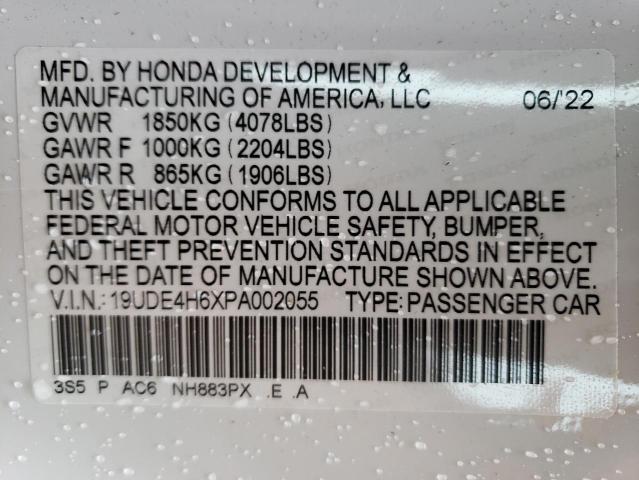 MFD. BY HONDA DEVELOPMENT &
MANUFACTURING OF AMERICA, LLC 06/'22
GVWR 1850KG (4078LBS)
GAWR F 1000KG (2204LBS)
GAWR R 865KG (1906LBS)
THIS VEHICLE CONFORMS TO ALL APPLICABLE
FEDERAL MOTOR VEHICLE SAFETY, BUMPER,
AND THEFT PREVENTION STANDARDS IN EFFECT
ON THE DATE OF MANUFACTURE SHOWN ABOVE.
V.I.N.: 19UDE4H6XPA002055 TYPE: PASSENGER CAR
3S5 P AC6 NH883PX .E .A